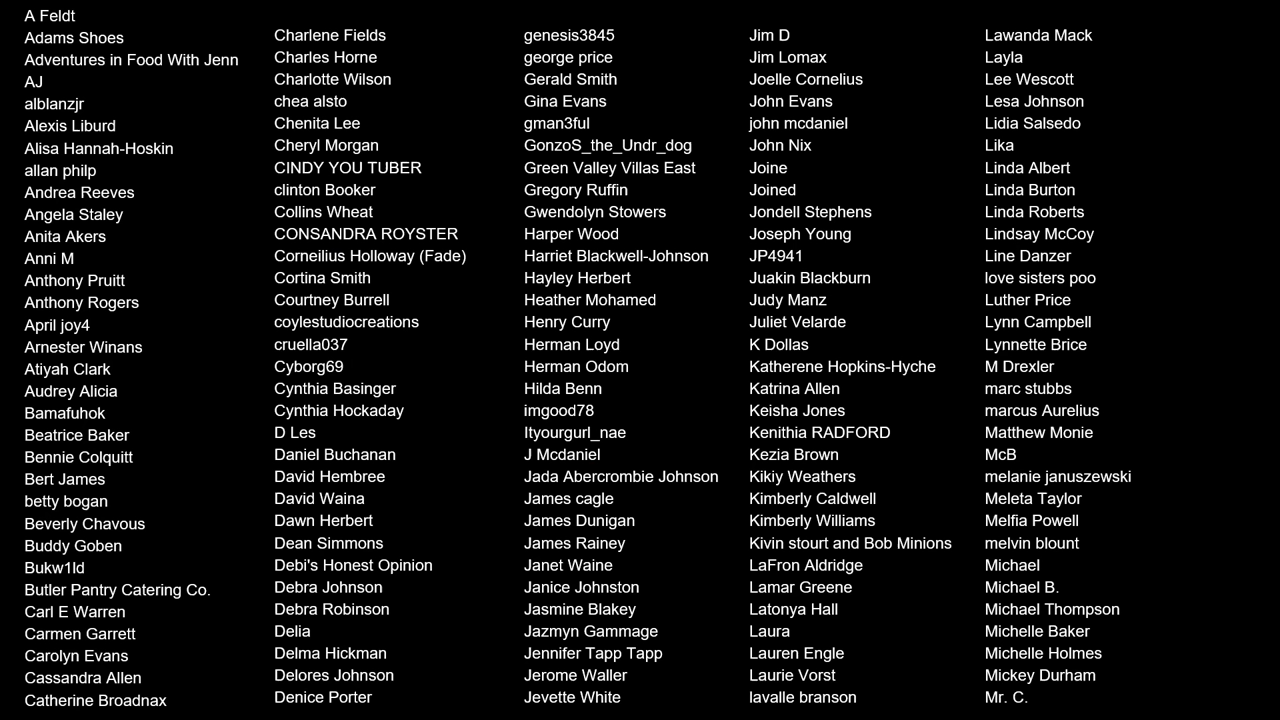 A Feldt
Adams Shoes
Adventures in Food With Jenn
AJ
alblanzjr
Alexis Liburd
Alisa Hannah-Hoskin
allan philp
Andrea Reeves
Angela Staley
Anita Akers
Anni M
Anthony Pruitt
Anthony Rogers
April joy4
Arnester Winans
Atiyah Clark
Audrey Alicia
Bamafuhok
Beatrice Baker
Bennie Colquitt
Bert James
betty bogan
Beverly Chavous
Buddy Goben
Bukw1ld
Butler Pantry Catering Co.
Carl E Warren
Carmen Garrett
Carolyn Evans
Cassandra Allen
Catherine Broadnax
Charlene Fields
Charles Horne
Charlotte Wilson
chea alsto
Chenita Lee
Cheryl Morgan
CINDY YOU TUBER
clinton Booker
Collins Wheat
CONSANDRA ROYSTER
Corneilius Holloway (Fade)
Cortina Smith
Courtney Burrell
coylestudiocreations
cruella037
Cyborg69
Cynthia Basinger
Cynthia Hockaday
D Les
Daniel Buchanan
David Hembree
David Waina
Dawn Herbert
Dean Simmons
Debi's Honest Opinion
Debra Johnson
Debra Robinson
Delia
Delma Hickman
Delores Johnson
Denice Porter
genesis3845
george price
Gerald Smith
Gina Evans
gman3ful
GonzoS_the_Undr_dog
Green Valley Villas East
Gregory Ruffin
Gwendolyn Stowers
Harper Wood
Harriet Blackwell-Johnson
Hayley Herbert
Heather Mohamed
Henry Curry
Herman Loyd
Herman Odom
Hilda Benn
imgood78
Ityourgurl_nae
J Mcdaniel
Jada Abercrombie Johnson
James cagle
James Dunigan
James Rainey
Janet Waine
Janice Johnston
Jasmine Blakey
Jazmyn Gammage
Jennifer Tapp Tapp
Jerome Waller
Jevette White
Jim D
Jim Lomax
Joelle Cornelius
John Evans
john mcdaniel
John Nix
Joine
Joined
Jondell Stephens
Joseph Young
JP4941
Juakin Blackburn
Judy Manz
Juliet Velarde
K Dollas
Katherene Hopkins-Hyche
Katrina Allen
Keisha Jones
Kenithia RADFORD
Kezia Brown
Kikiy Weathers
Kimberly Caldwell
Kimberly Williams
Kivin stourt and Bob Minions
LaFron Aldridge
Lamar Greene
Latonya Hall
Laura
Lauren Engle
Laurie Vorst
lavalle branson
Lawanda Mack
Layla
Lee Wescott
Lesa Johnson
Lidia Salsedo
Lika
Linda Albert
Linda Burton
Linda Roberts
Lindsay McCoy
Line Danzer
love sisters poo
Luther Price
Lynn Campbell
Lynnette Brice
M Drexler
marc stubbs
marcus Aurelius
Matthew Monie
McB
melanie januszewski
Meleta Taylor
Melfia Powell
melvin blount
Michael
Michael B.
Michael Thompson
Michelle Baker
Michelle Holmes
Mickey Durham
Mr. C.